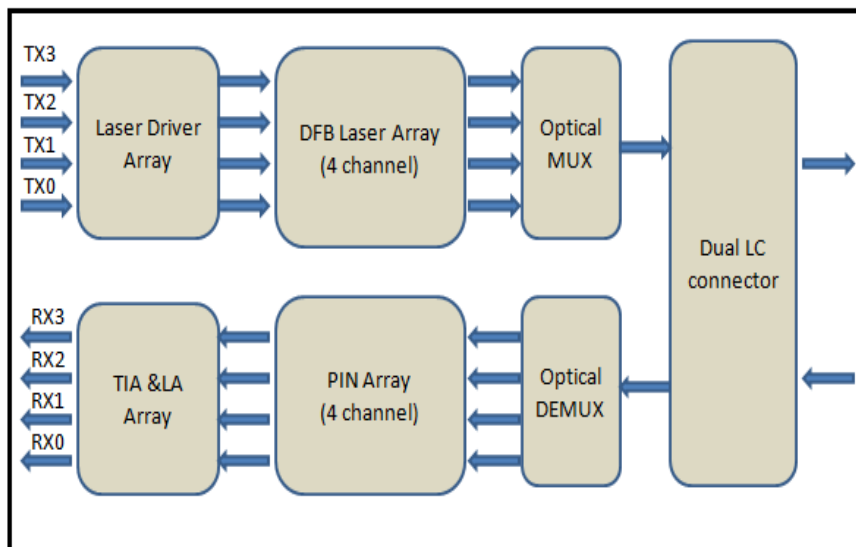 TX3
TX2
TX1
TX0
Laser Driver
Array
DFB Laser Array
(4 channel)
Optical
MUX
Dual LC
connector
RX3
RX2
RX1
RX0
TIA &LA
Array
PIN Array
(4 channel)
Optical
DEMUX